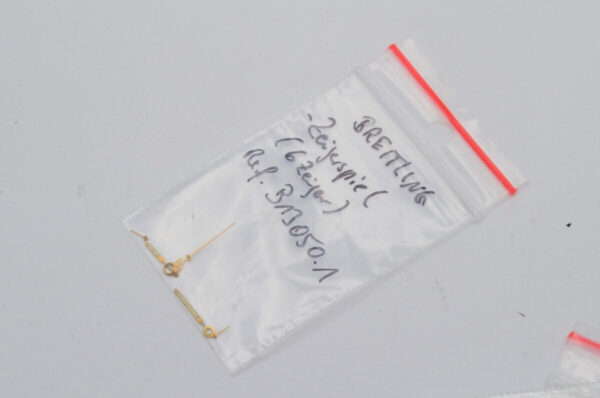 BREITLING
- Zeigerspiel
(6 Zeiger)
Ref. B13050.1